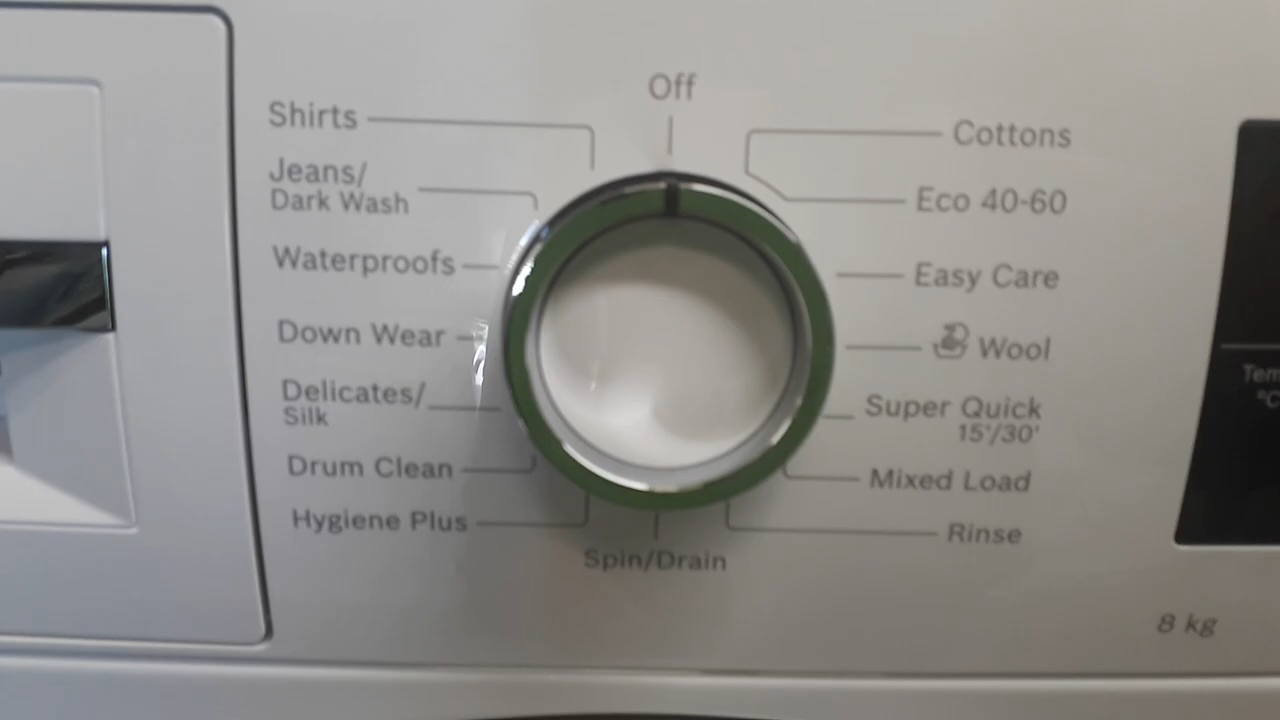 Off
Shirts
Jeans/
Dark Wash
Waterproofs
Down Wear
Delicates/
Silk
Drum Clean
Hygiene Plus
Spin/Drain
Cottons
Eco 40-60
Easy Care
Wool
Super Quick
15'/30'
Mixed Load
Rinse
8 kg